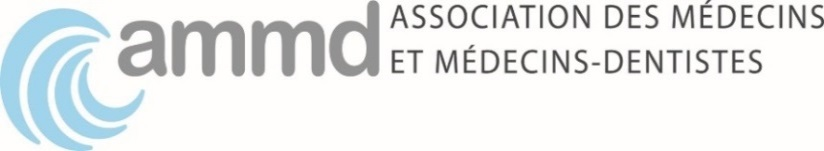 ammd
ASSOCIATION DES MÉDECINS
ET MÉDECINS-DENTISTES